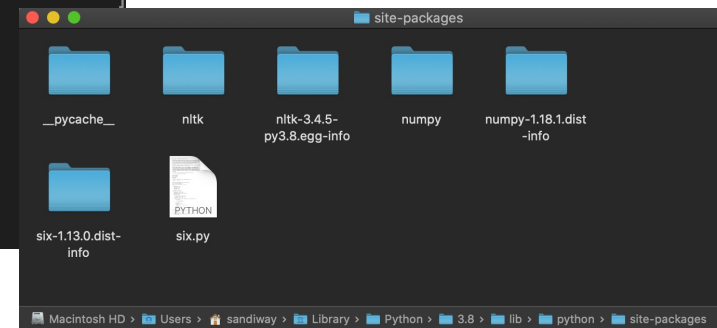 site-packages
__pycache__
nltk
nltk-3.4.5-
py3.8.egg-info
numpy
numpy-1.18.1.dist
-info
PYTHON
six-1.13.0.dist-
info
six.py
Macintosh HD › Users › sandiway › Library › Python › 3.8 › lib › python › site-packages